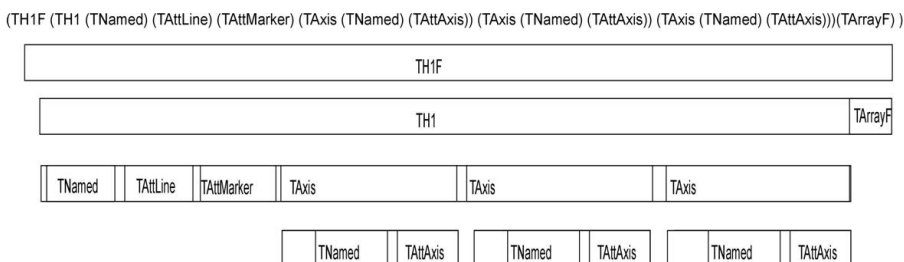 (TH1F (TH1 (TNamed) (TAttLine) (TAttMarker) (TAxis (TNamed) (TAttAxis)) (TAxis (TNamed) (TAttAxis)) (TAxis (TNamed) (TAttAxis)))(TArrayF) )
TH1F
TH1 TArrayF
TNamed TAttLine TAttMarker TAxis TAxis TAxis
TNamed TAttAxis TNamed TAttAxis TNamed TAttAxis